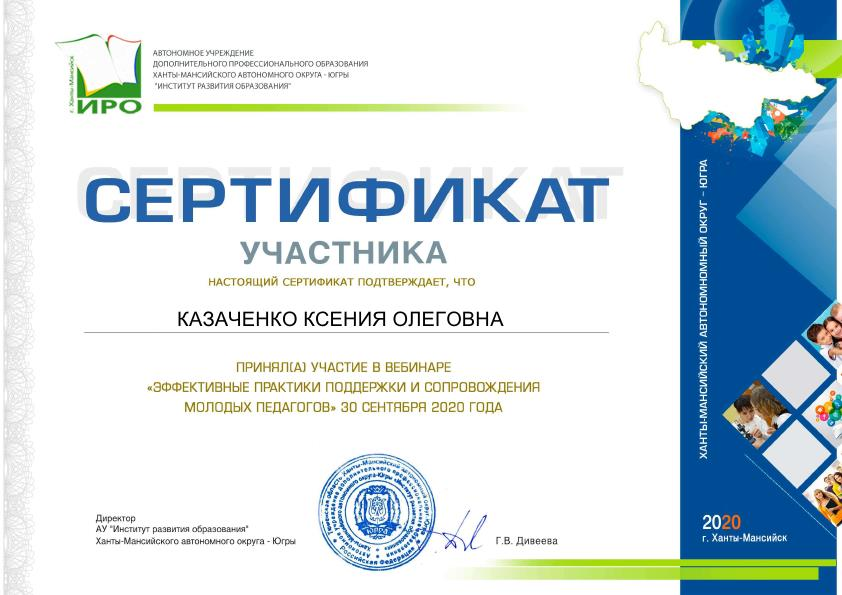 г. Ханты-Мансийск
ИРО
АВТОНОМНОЕ УЧРЕЖДЕНИЕ
ДОПОЛНИТЕЛЬНОГО ПРОФЕССИОНАЛЬНОГО ОБРАЗОВАНИЯ
ХАНТЫ-МАНСИЙСКОГО АВТОНОМНОГО ОКРУГА - ЮГРЫ
"ИНСТИТУТ РАЗВИТИЯ ОБРАЗОВАНИЯ"
СЕРТИФИКАТ
УЧАСТНИКА
НАСТОЯЩИЙ СЕРТИФИКАТ ПОДТВЕРЖДАЕТ, ЧТО
КАЗАЧЕНКО КСЕНИЯ ОЛЕГОВНА
ПРИНЯЛ(А) УЧАСТИЕ В ВЕБИНАРЕ
«ЭФФЕКТИВНЫЕ ПРАКТИКИ ПОДДЕРЖКИ И СОПРОВОЖДЕНИЯ
МОЛОДЫХ ПЕДАГОГОВ» 30 СЕНТЯБРЯ 2020 ГОДА
Директор
АУ "Институт развития образования"
Ханты-Мансийского автономного округа - Югры
Г.В. Дивеева
ХАНТЫ-МАНСИЙСКИЙ АВТОНОМНОМНЫЙ ОКРУГ - ЮГРА
2020
г. Ханты-Мансийск